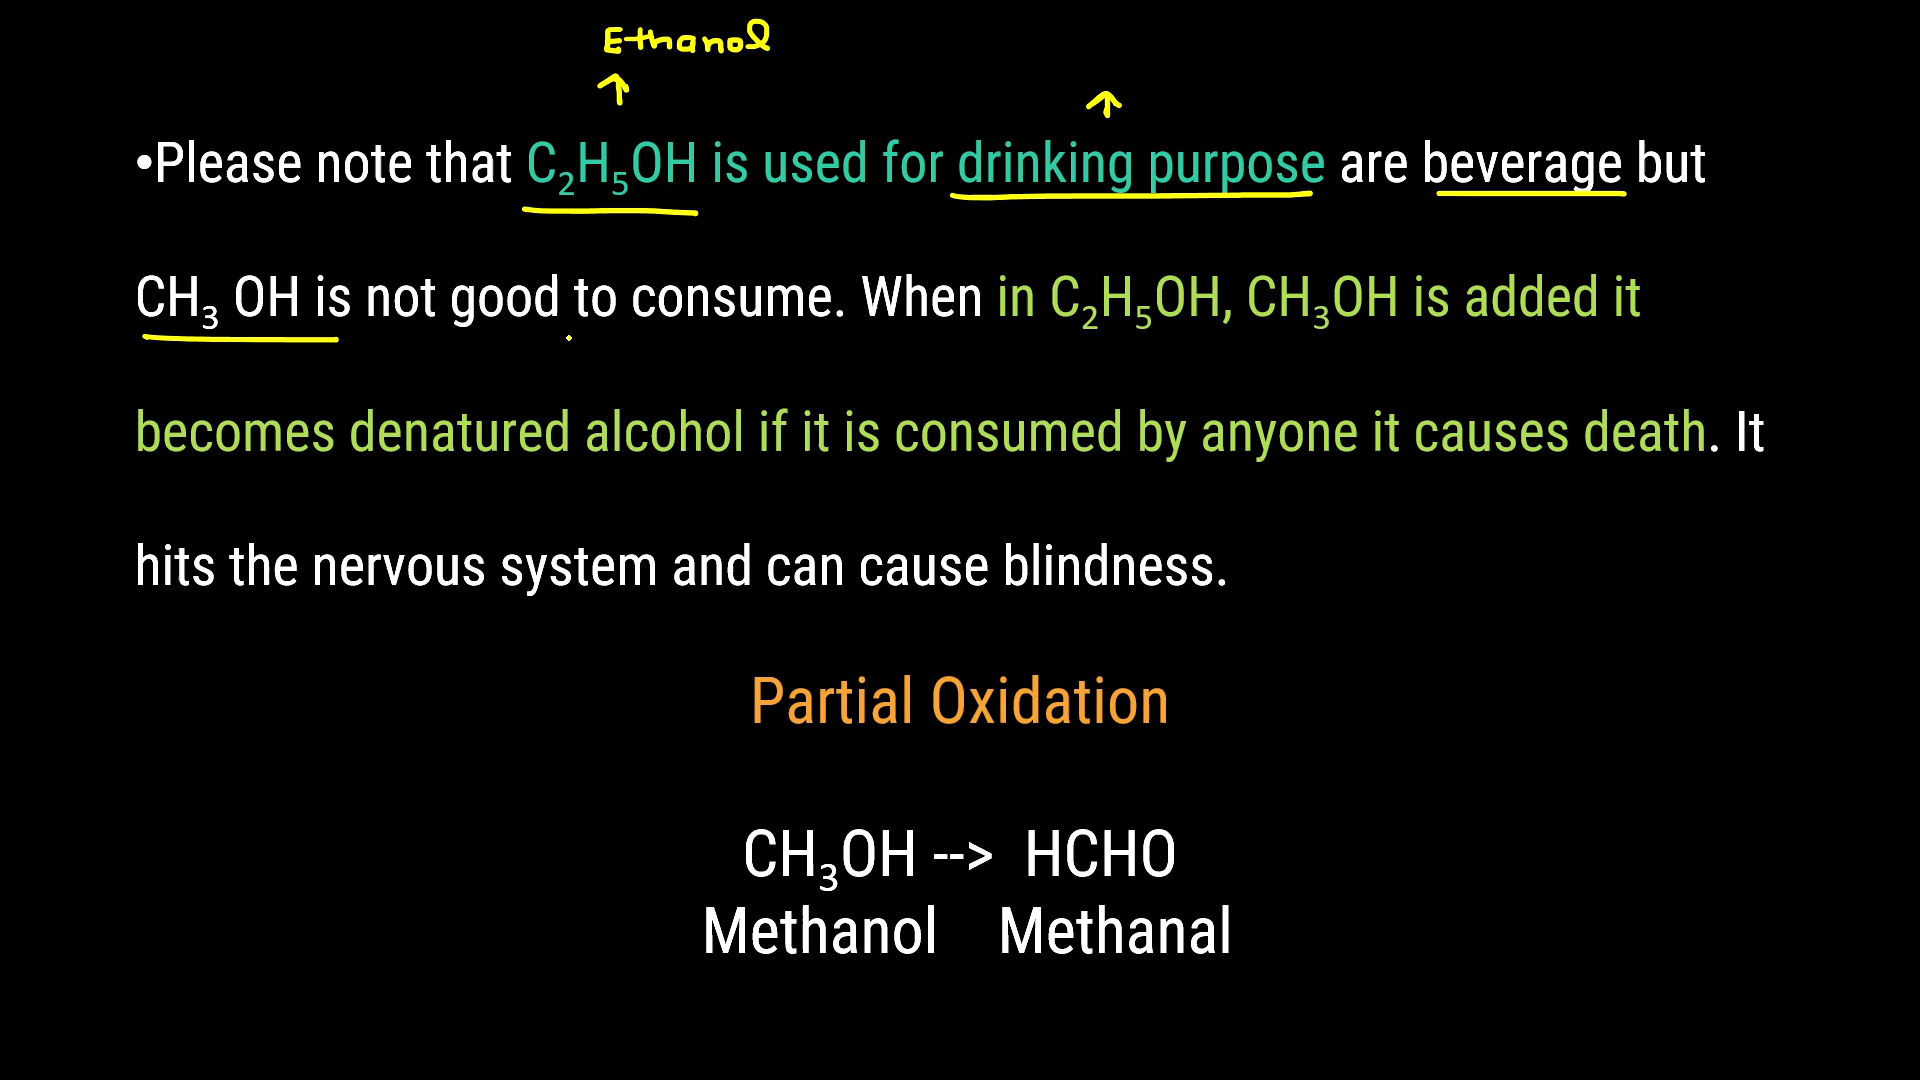 Ethanol
•Please note that C₂H₅OH is used for drinking purpose are beverage but
CH₃ OH is not good to consume. When in C₂H₅OH, CH₃OH is added it
becomes denatured alcohol if it is consumed by anyone it causes death. It
hits the nervous system and can cause blindness.
Partial Oxidation
CH₃OH --> HCHO
Methanol Methanal